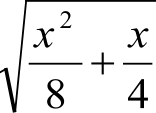 √(x²/8 + x/4)